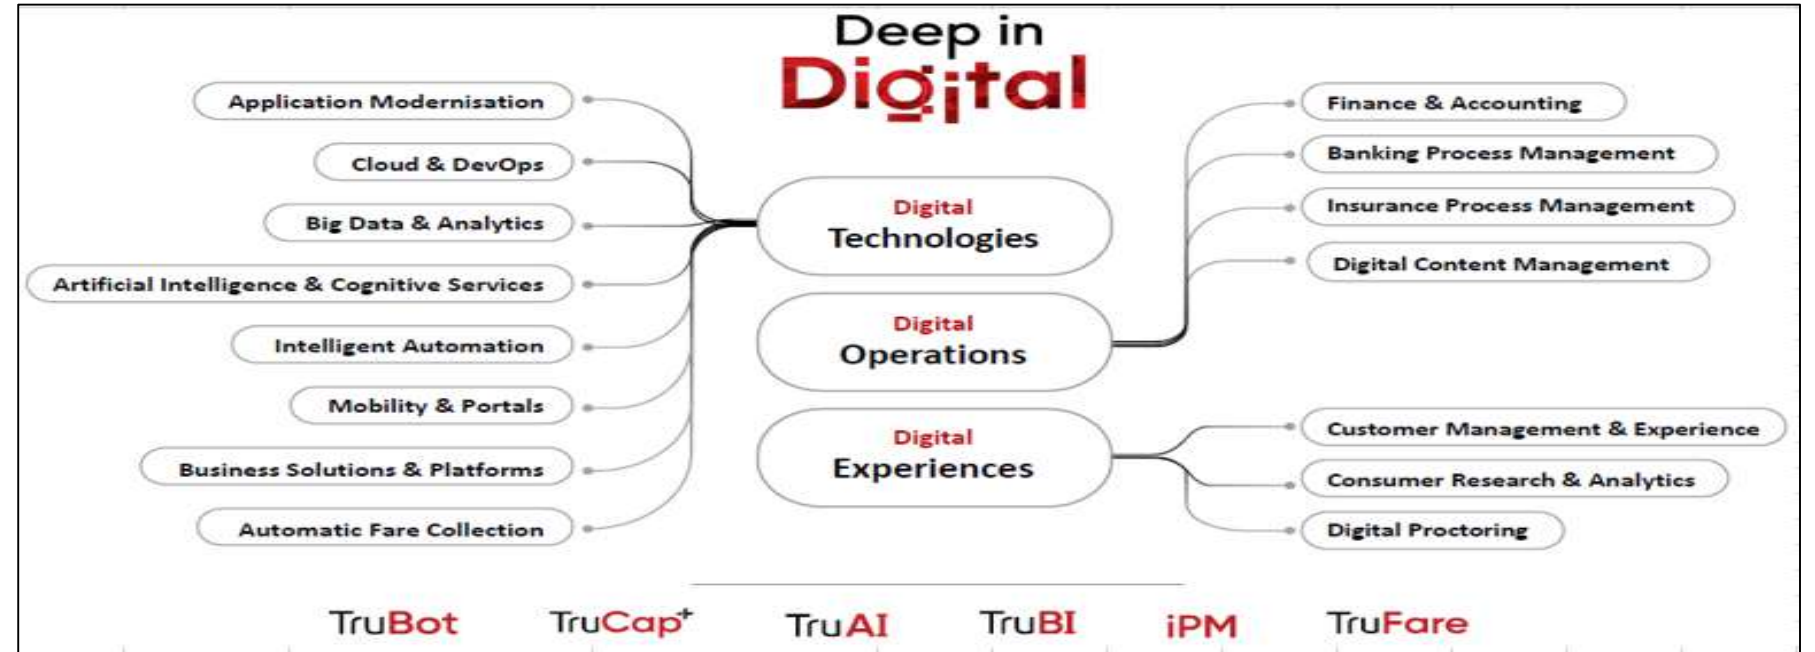 Deep in
Digital
Application Modernisation
Cloud & DevOps
Big Data & Analytics
Artificial Intelligence & Cognitive Services
Intelligent Automation
Mobility & Portals
Business Solutions & Platforms
Automatic Fare Collection
Digital
Technologies
Digital
Operations
Digital
Experiences
Finance & Accounting
Banking Process Management
Insurance Process Management
Digital Content Management
Customer Management & Experience
Consumer Research & Analytics
Digital Proctoring
TruBot TruCap+ TruAI TruBI iPM TruFare